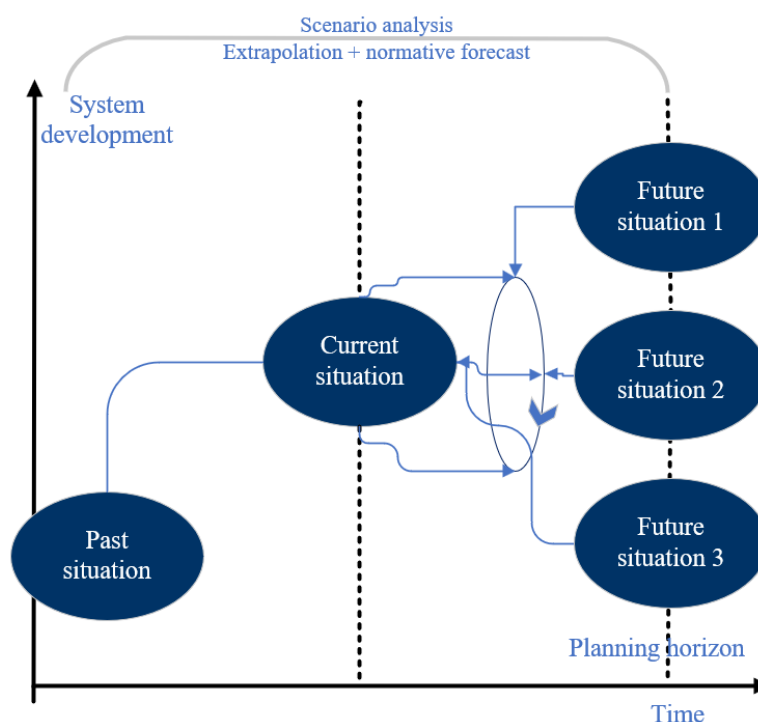 Scenario analysis
Extrapolation + normative forecast
System
development
Future
situation 1
Current
situation
Future
situation 2
Past
situation
Future
situation 3
Planning horizon
Time